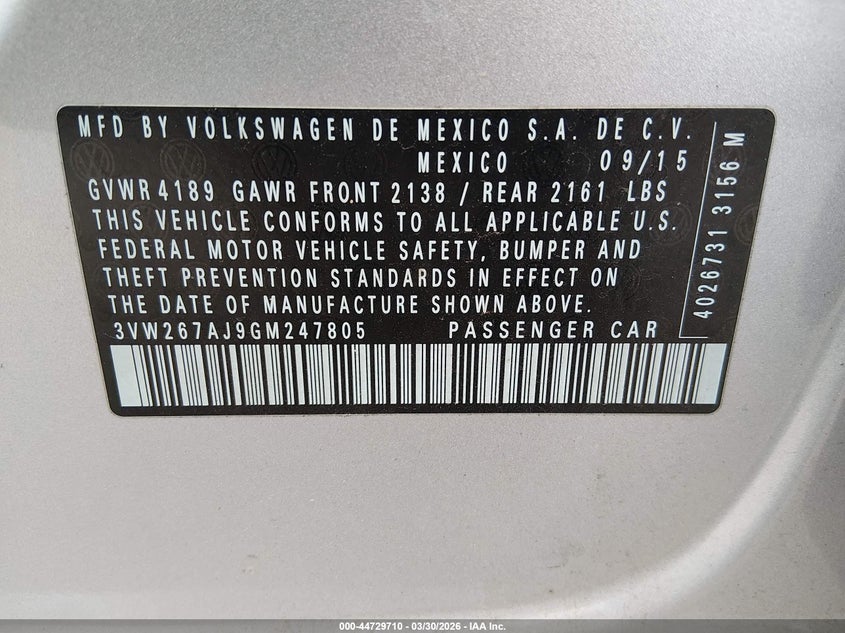 MFD BY VOLKSWAGEN DE MEXICO S.A. DE C.V.
MEXICO 09/15
GVWR 4189 GAWR FRONT 2138 / REAR 2161 LBS
THIS VEHICLE CONFORMS TO ALL APPLICABLE U.S.
FEDERAL MOTOR VEHICLE SAFETY, BUMPER AND
THEFT PREVENTION STANDARDS IN EFFECT ON
THE DATE OF MANUFACTURE SHOWN ABOVE.
3VW267AJ9GM247805 PASSENGER CAR
4026731 3156 M
000-44729710 | 03/30/2026 | IAA Inc.